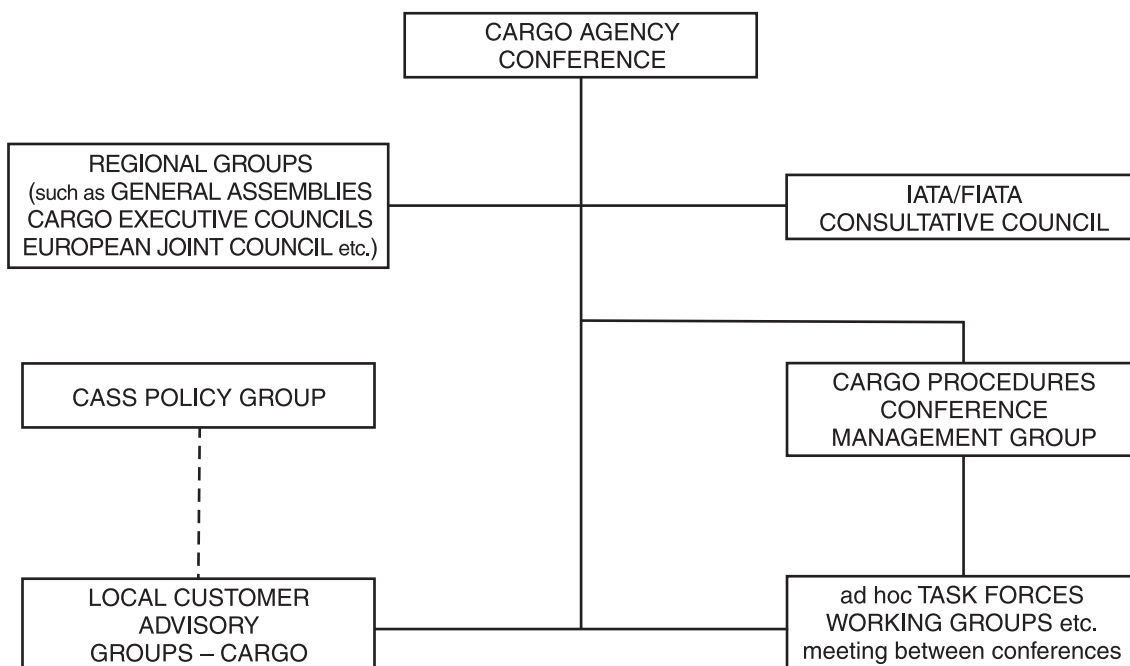 CARGO AGENCY
CONFERENCE
REGIONAL GROUPS
(such as GENERAL ASSEMBLIES
CARGO EXECUTIVE COUNCILS
EUROPEAN JOINT COUNCIL etc.)
IATA/FIATA
CONSULTATIVE COUNCIL
CASS POLICY GROUP
CARGO PROCEDURES
CONFERENCE
MANAGEMENT GROUP
LOCAL CUSTOMER
ADVISORY
GROUPS – CARGO
ad hoc TASK FORCES
WORKING GROUPS etc.
meeting between conferences